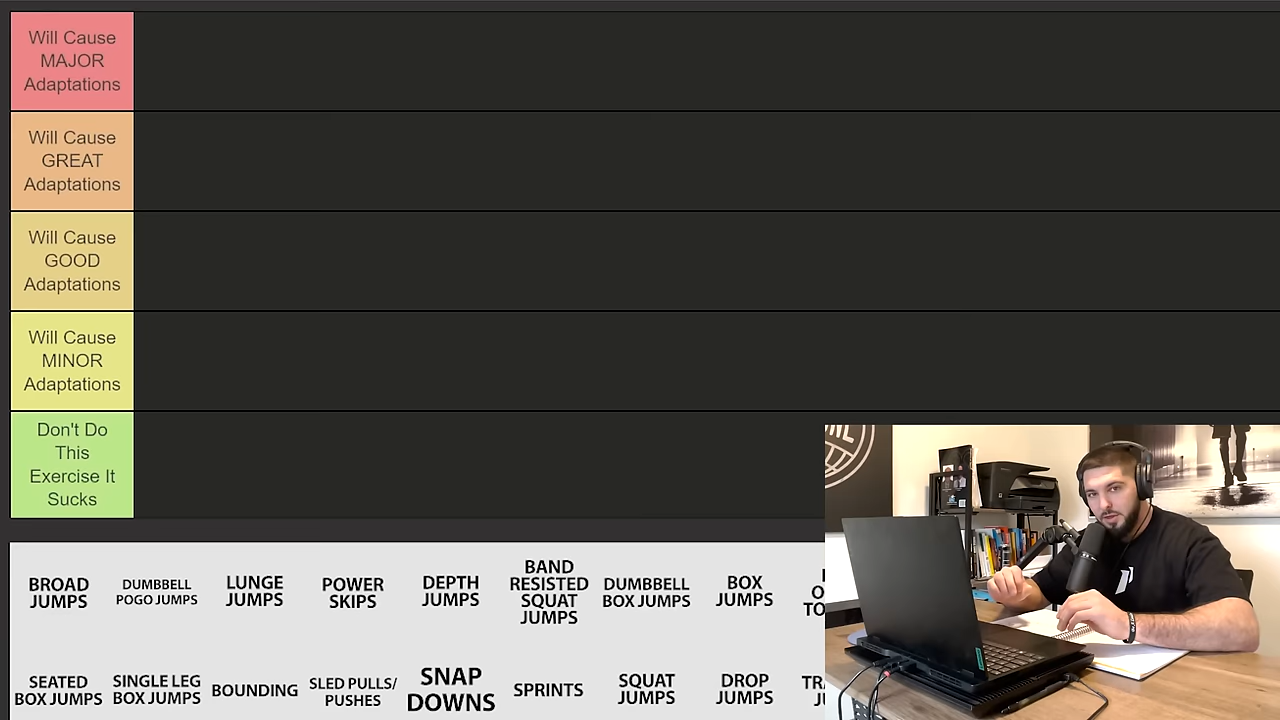 Will Cause
MAJOR
Adaptations
Will Cause
GREAT
Adaptations
Will Cause
GOOD
Adaptations
Will Cause
MINOR
Adaptations
Don't Do
This
Exercise It
Sucks
BROAD
JUMPS
DUMBBELL
POGO JUMPS
LUNGE
JUMPS
POWER
SKIPS
DEPTH
JUMPS
BAND
RESISTED
SQUAT
JUMPS
DUMBBELL
BOX JUMPS
BOX
JUMPS
SEATED
BOX JUMPS
SINGLE LEG
BOX JUMPS
BOUNDING
SLED PULLS/
PUSHES
SNAP
DOWNS
SPRINTS
SQUAT
JUMPS
DROP
JUMPS